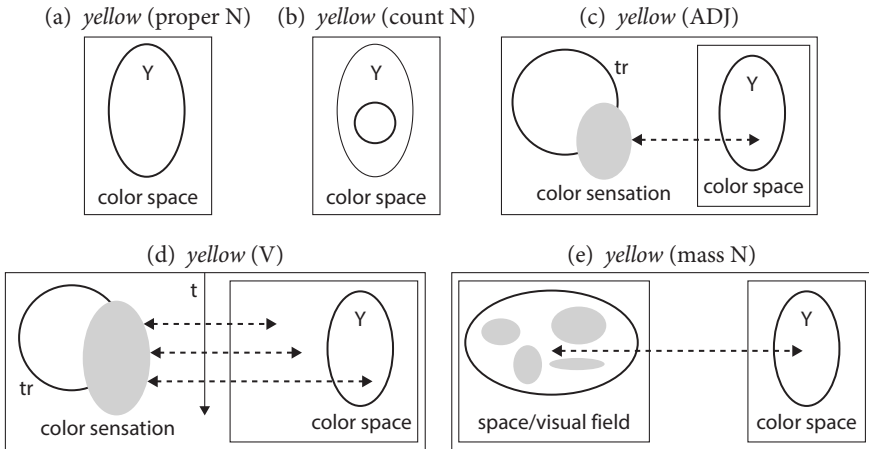 (a) yellow (proper N)
(b) yellow (count N)
(c) yellow (ADJ)
Y
color space
Y
color space
tr
color sensation
Y
color space
(d) yellow (V)
(e) yellow (mass N)
tr
color sensation
t
Y
color space
space/visual field
Y
color space